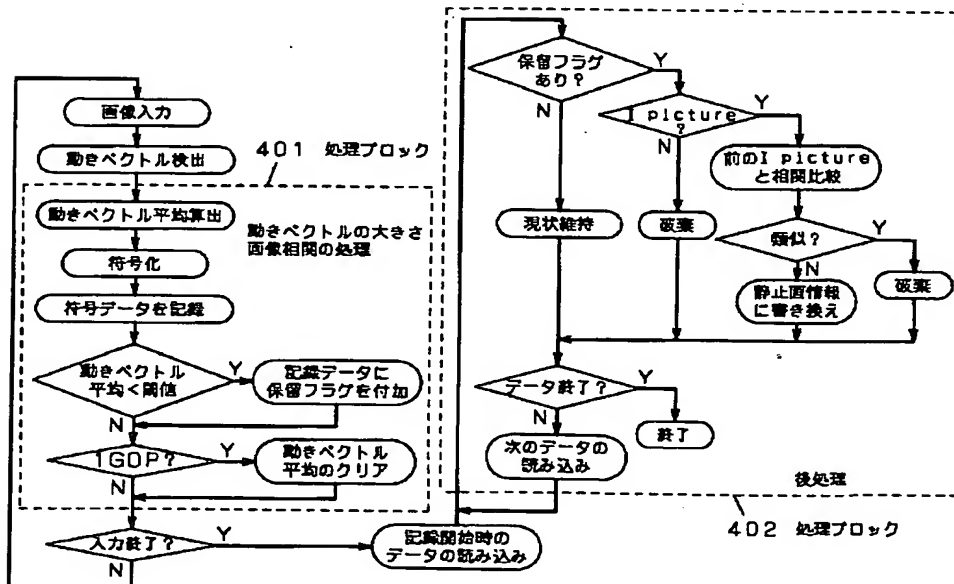 画像入力
動きベクトル検出
401 処理ブロック
動きベクトル平均算出
動きベクトルの大きさ
画像相関の処理
符号化
符号データを記録
動きベクトル
平均<閾値
Y
記録データに
保留フラグを付加
N
1GOP?
Y
動きベクトル
平均のクリア
N
入力終了?
Y
N
記録開始時の
データの読み込み
保留フラグ
あり?
Y
N
I picture
?
Y
N
前のI picture
と相関比較
現状維持
破棄
類似?
Y
N
静止画情報
に書き換え
破棄
データ終了?
Y
N
終了
次のデータの
読み込み
後処理
402 処理ブロック